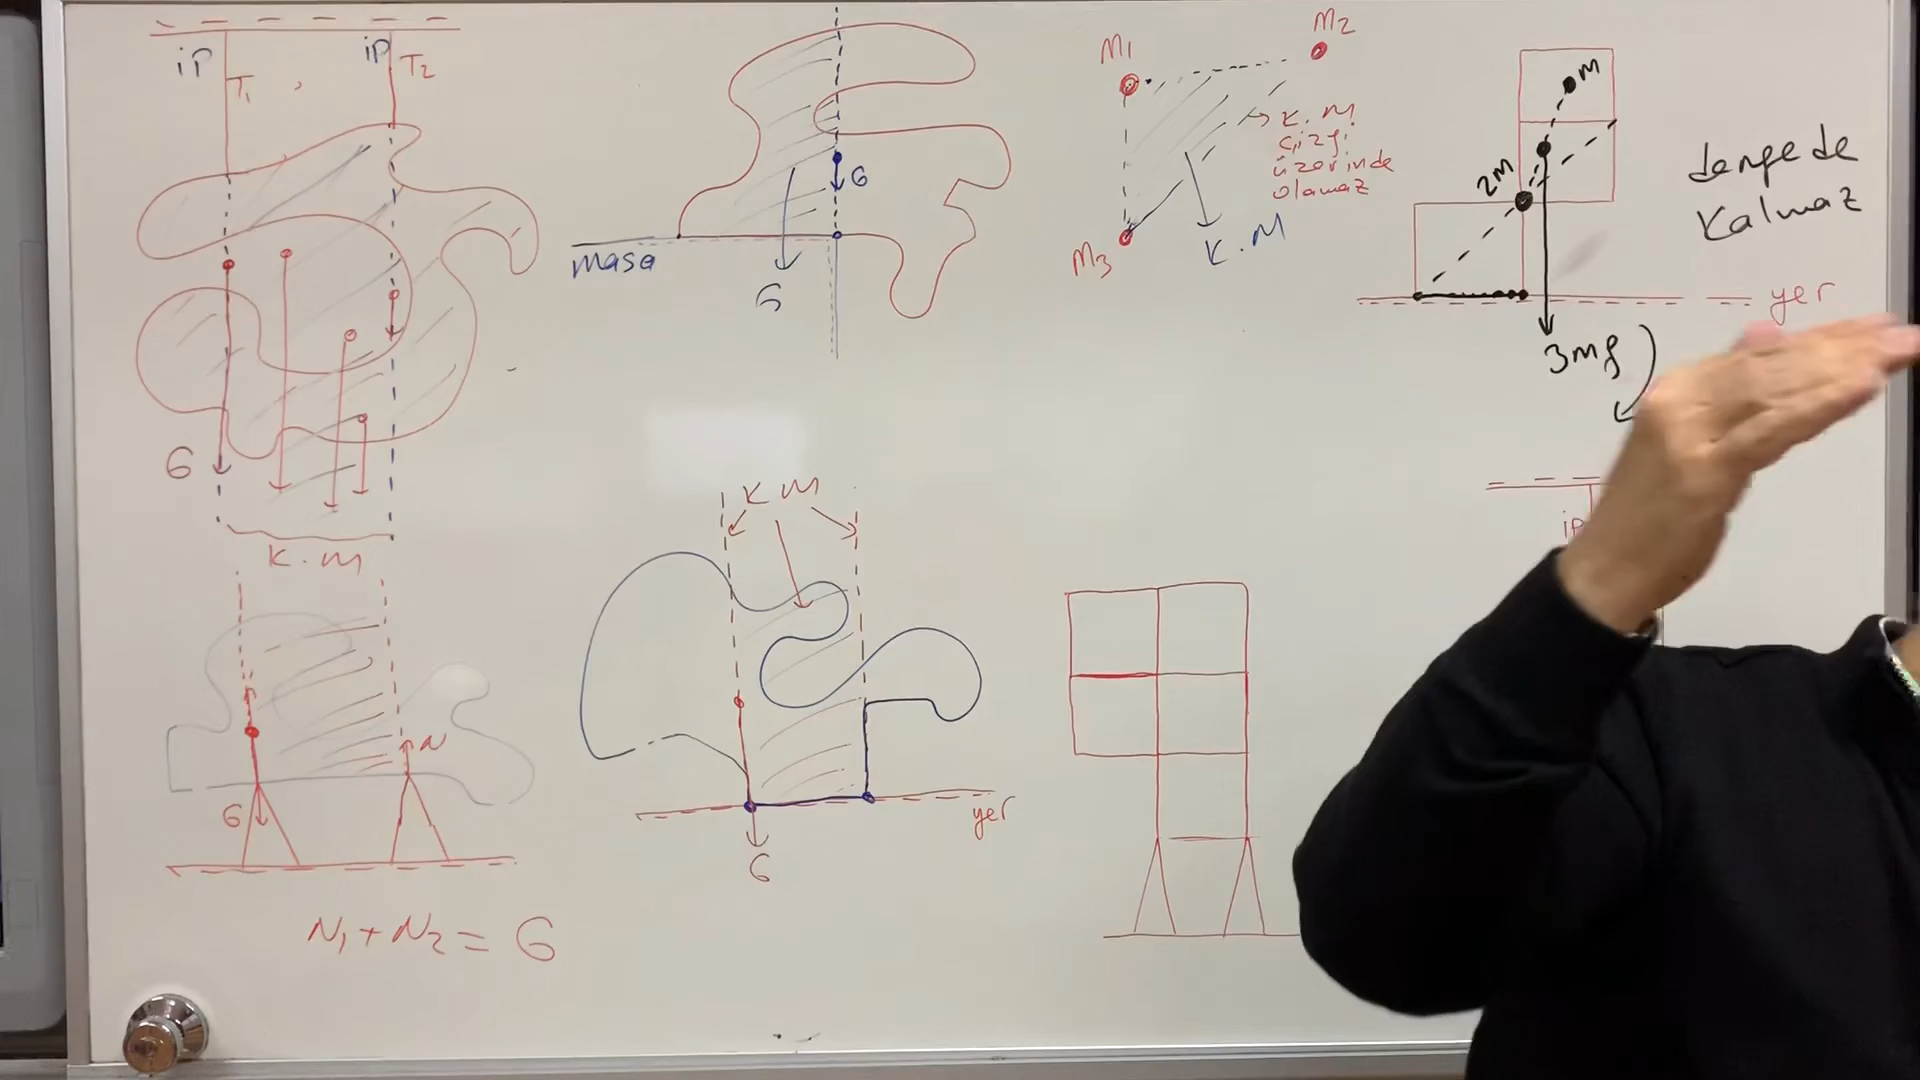 iP
iP
T₁
T₂
G
K.M
G
N
N₁ + N₂ = G
G
masa
G
K M
yer
G
M₁
M₂
M₃
K.M
çizgi
üzerinde
olamaz
K.M
M
2M
dengede
Kalmaz
yer
3mg
ip